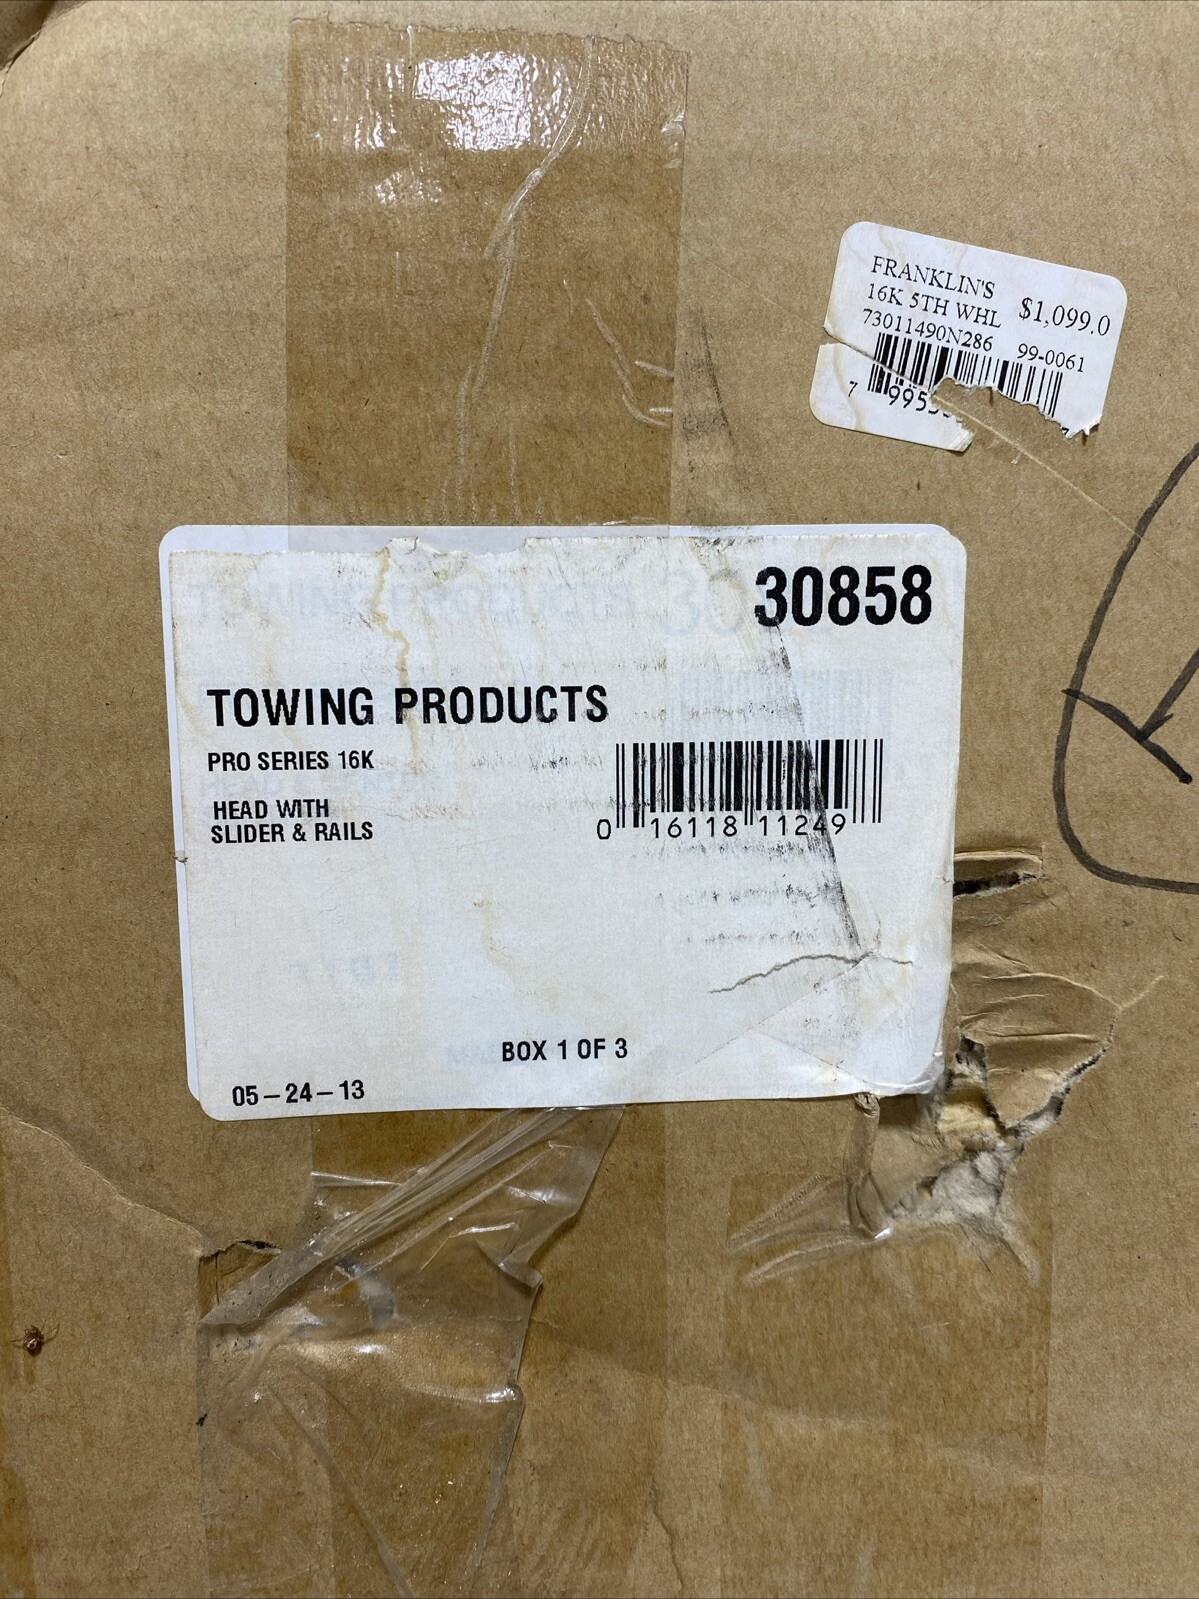 FRANKLIN'S
16K 5TH WHL $1,099.0
73011490N286 99-0061
7
30858
TOWING PRODUCTS
PRO SERIES 16K
HEAD WITH
SLIDER & RAILS
0 16118 11249
BOX 1 OF 3
05-24-13